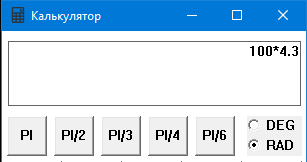 Калькулятор
100*4.3
PI PI/2 PI/3 PI/4 PI/6
DEG
RAD